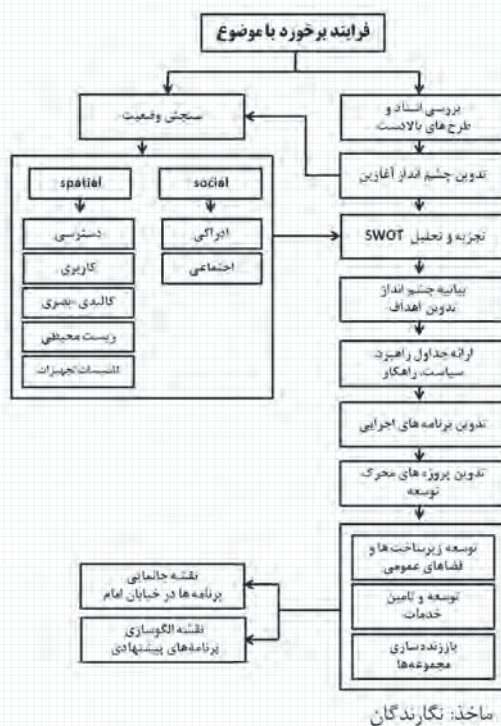 فرایند برخورد با موضوع
بررسی اسناد و
طرح‌های بالادست
سنجش وضعیت
تدوین چشم انداز آغازین
spatial
social
دسترسی
کاربری
کالبدی-بصری
زیست محیطی
تاسیسات تجهیزات
ادراکی
اجتماعی
تجزیه و تحلیل SWOT
بیانیه چشم انداز
تدوین اهداف
ارائه جداول راهبرد،
سیاست، راهکار
تدوین برنامه های اجرایی
تدوین پروژه های محرک
توسعه
توسعه زیرساخت‌ها و
فضاهای عمومی
توسعه و تامین
خدمات
باززنده‌سازی
مجموعه‌ها
نقشه جانمایی
برنامه ها در خیابان امام
نقشه الگوسازی
برنامه‌های پیشنهادی
ماخذ: نگارندگان